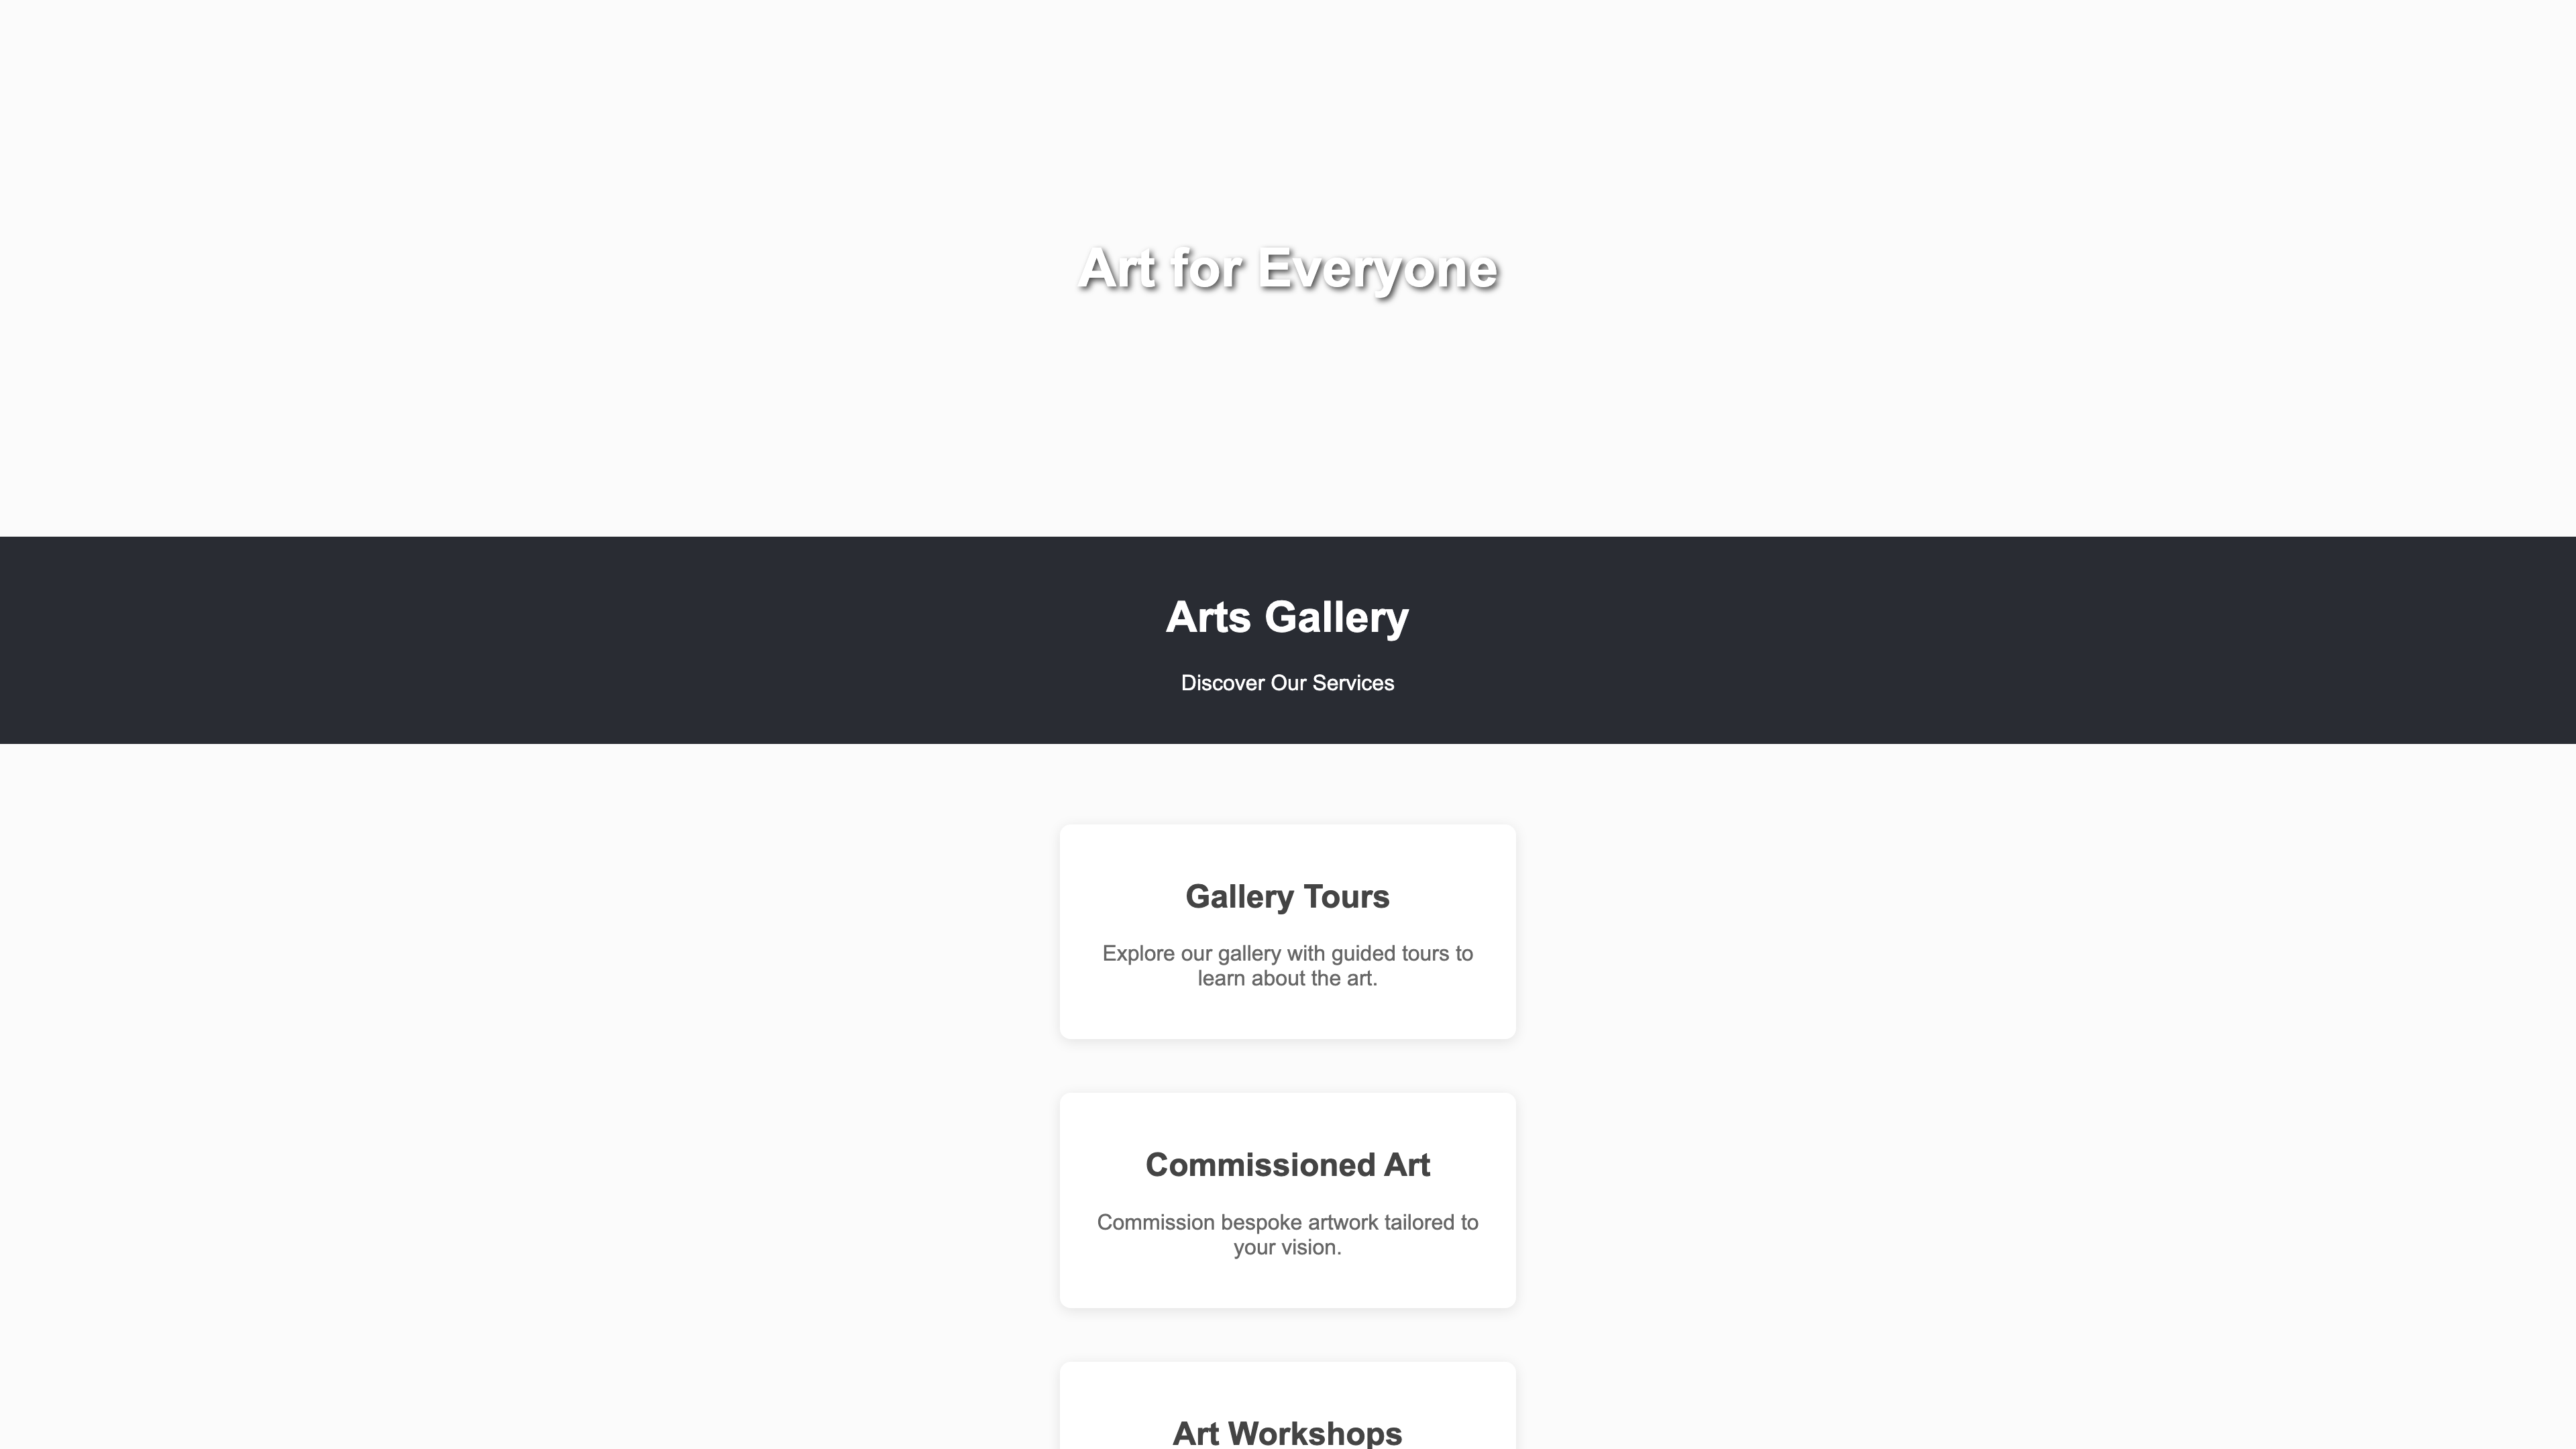 Art for Everyone
Arts Gallery
Discover Our Services
Gallery Tours
Explore our gallery with guided tours to
learn about the art.
Commissioned Art
Commission bespoke artwork tailored to
your vision.
Art Workshops